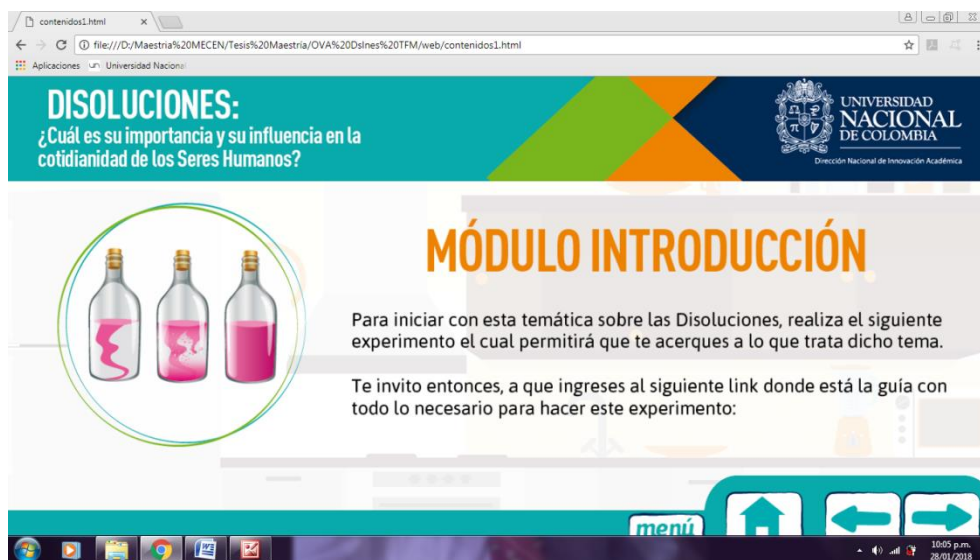 contenidos1.html
file:///D:/Maestria%20MECEN/Tesis%20Maestria/OVA%20DsInes%20TFM/web/contenidos1.html
Aplicaciones
Universidad Nacional
DISOLUCIONES:
¿Cuál es su importancia y su influencia en la
cotidianidad de los Seres Humanos?
UNIVERSIDAD
NACIONAL
DE COLOMBIA
Dirección Nacional de Innovación Académica
MÓDULO INTRODUCCIÓN
Para iniciar con esta temática sobre las Disoluciones, realiza el siguiente
experimento el cual permitirá que te acerques a lo que trata dicho tema.
Te invito entonces, a que ingreses al siguiente link donde está la guía con
todo lo necesario para hacer este experimento:
menú
10:05 p.m.
28/01/2018